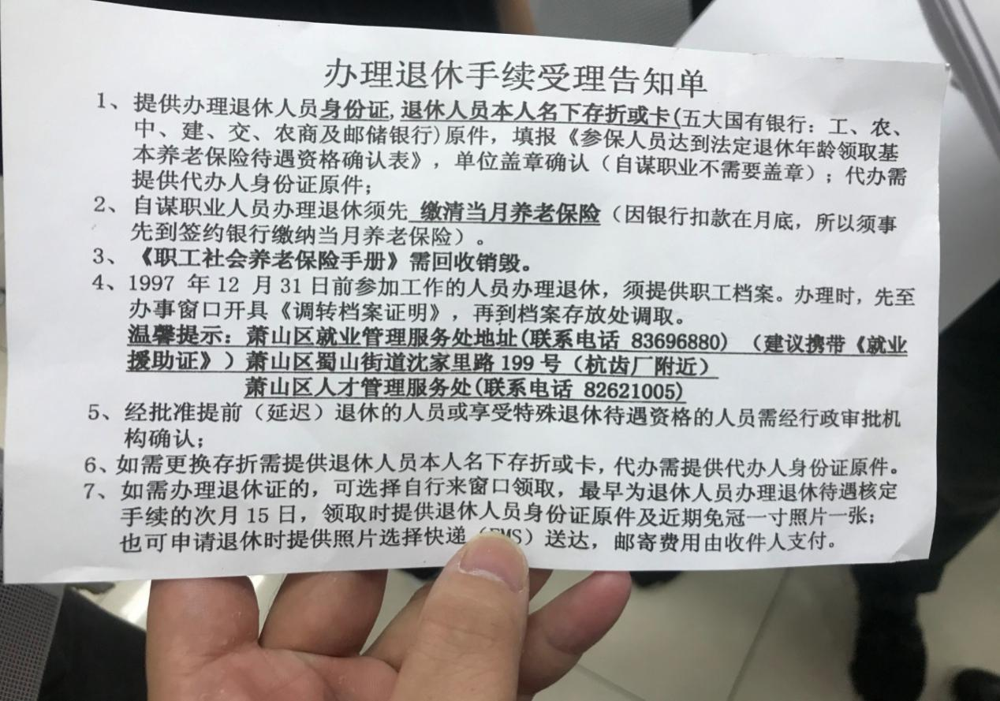 办理退休手续受理告知单
1、提供办理退休人员身份证,退休人员本人名下存折或卡(五大国有银行：工、农、
中、建、交、农商及邮储银行)原件，填报《参保人员达到法定退休年龄领取基
本养老保险待遇资格确认表》，单位盖章确认（自谋职业不需要盖章）；代办需
提供代办人身份证原件；
2、自谋职业人员办理退休须先 缴清当月养老保险（因银行扣款在月底，所以须事
先到签约银行缴纳当月养老保险）。
3、《职工社会养老保险手册》需回收销毁。
4、1997 年 12 月 31 日前参加工作的人员办理退休，须提供职工档案。办理时，先至
办事窗口开具《调转档案证明》，再到档案存放处调取。
温馨提示：萧山区就业管理服务处地址(联系电话 83696880)（建议携带《就业
援助证》）萧山区蜀山街道沈家里路 199 号（杭齿厂附近）
萧山区人才管理服务处(联系电话 82621005)
5、经批准提前（延迟）退休的人员或享受特殊退休待遇资格的人员需经行政审批机
构确认；
6、如需更换存折需提供退休人员本人名下存折或卡，代办需提供代办人身份证原件。
7、如需办理退休证的，可选择自行来窗口领取，最早为退休人员办理退休待遇核定
手续的次月 15 日，领取时提供退休人员身份证原件及近期免冠一寸照片一张；
也可申请退休时提供照片选择快递（EMS）送达，邮寄费用由收件人支付。